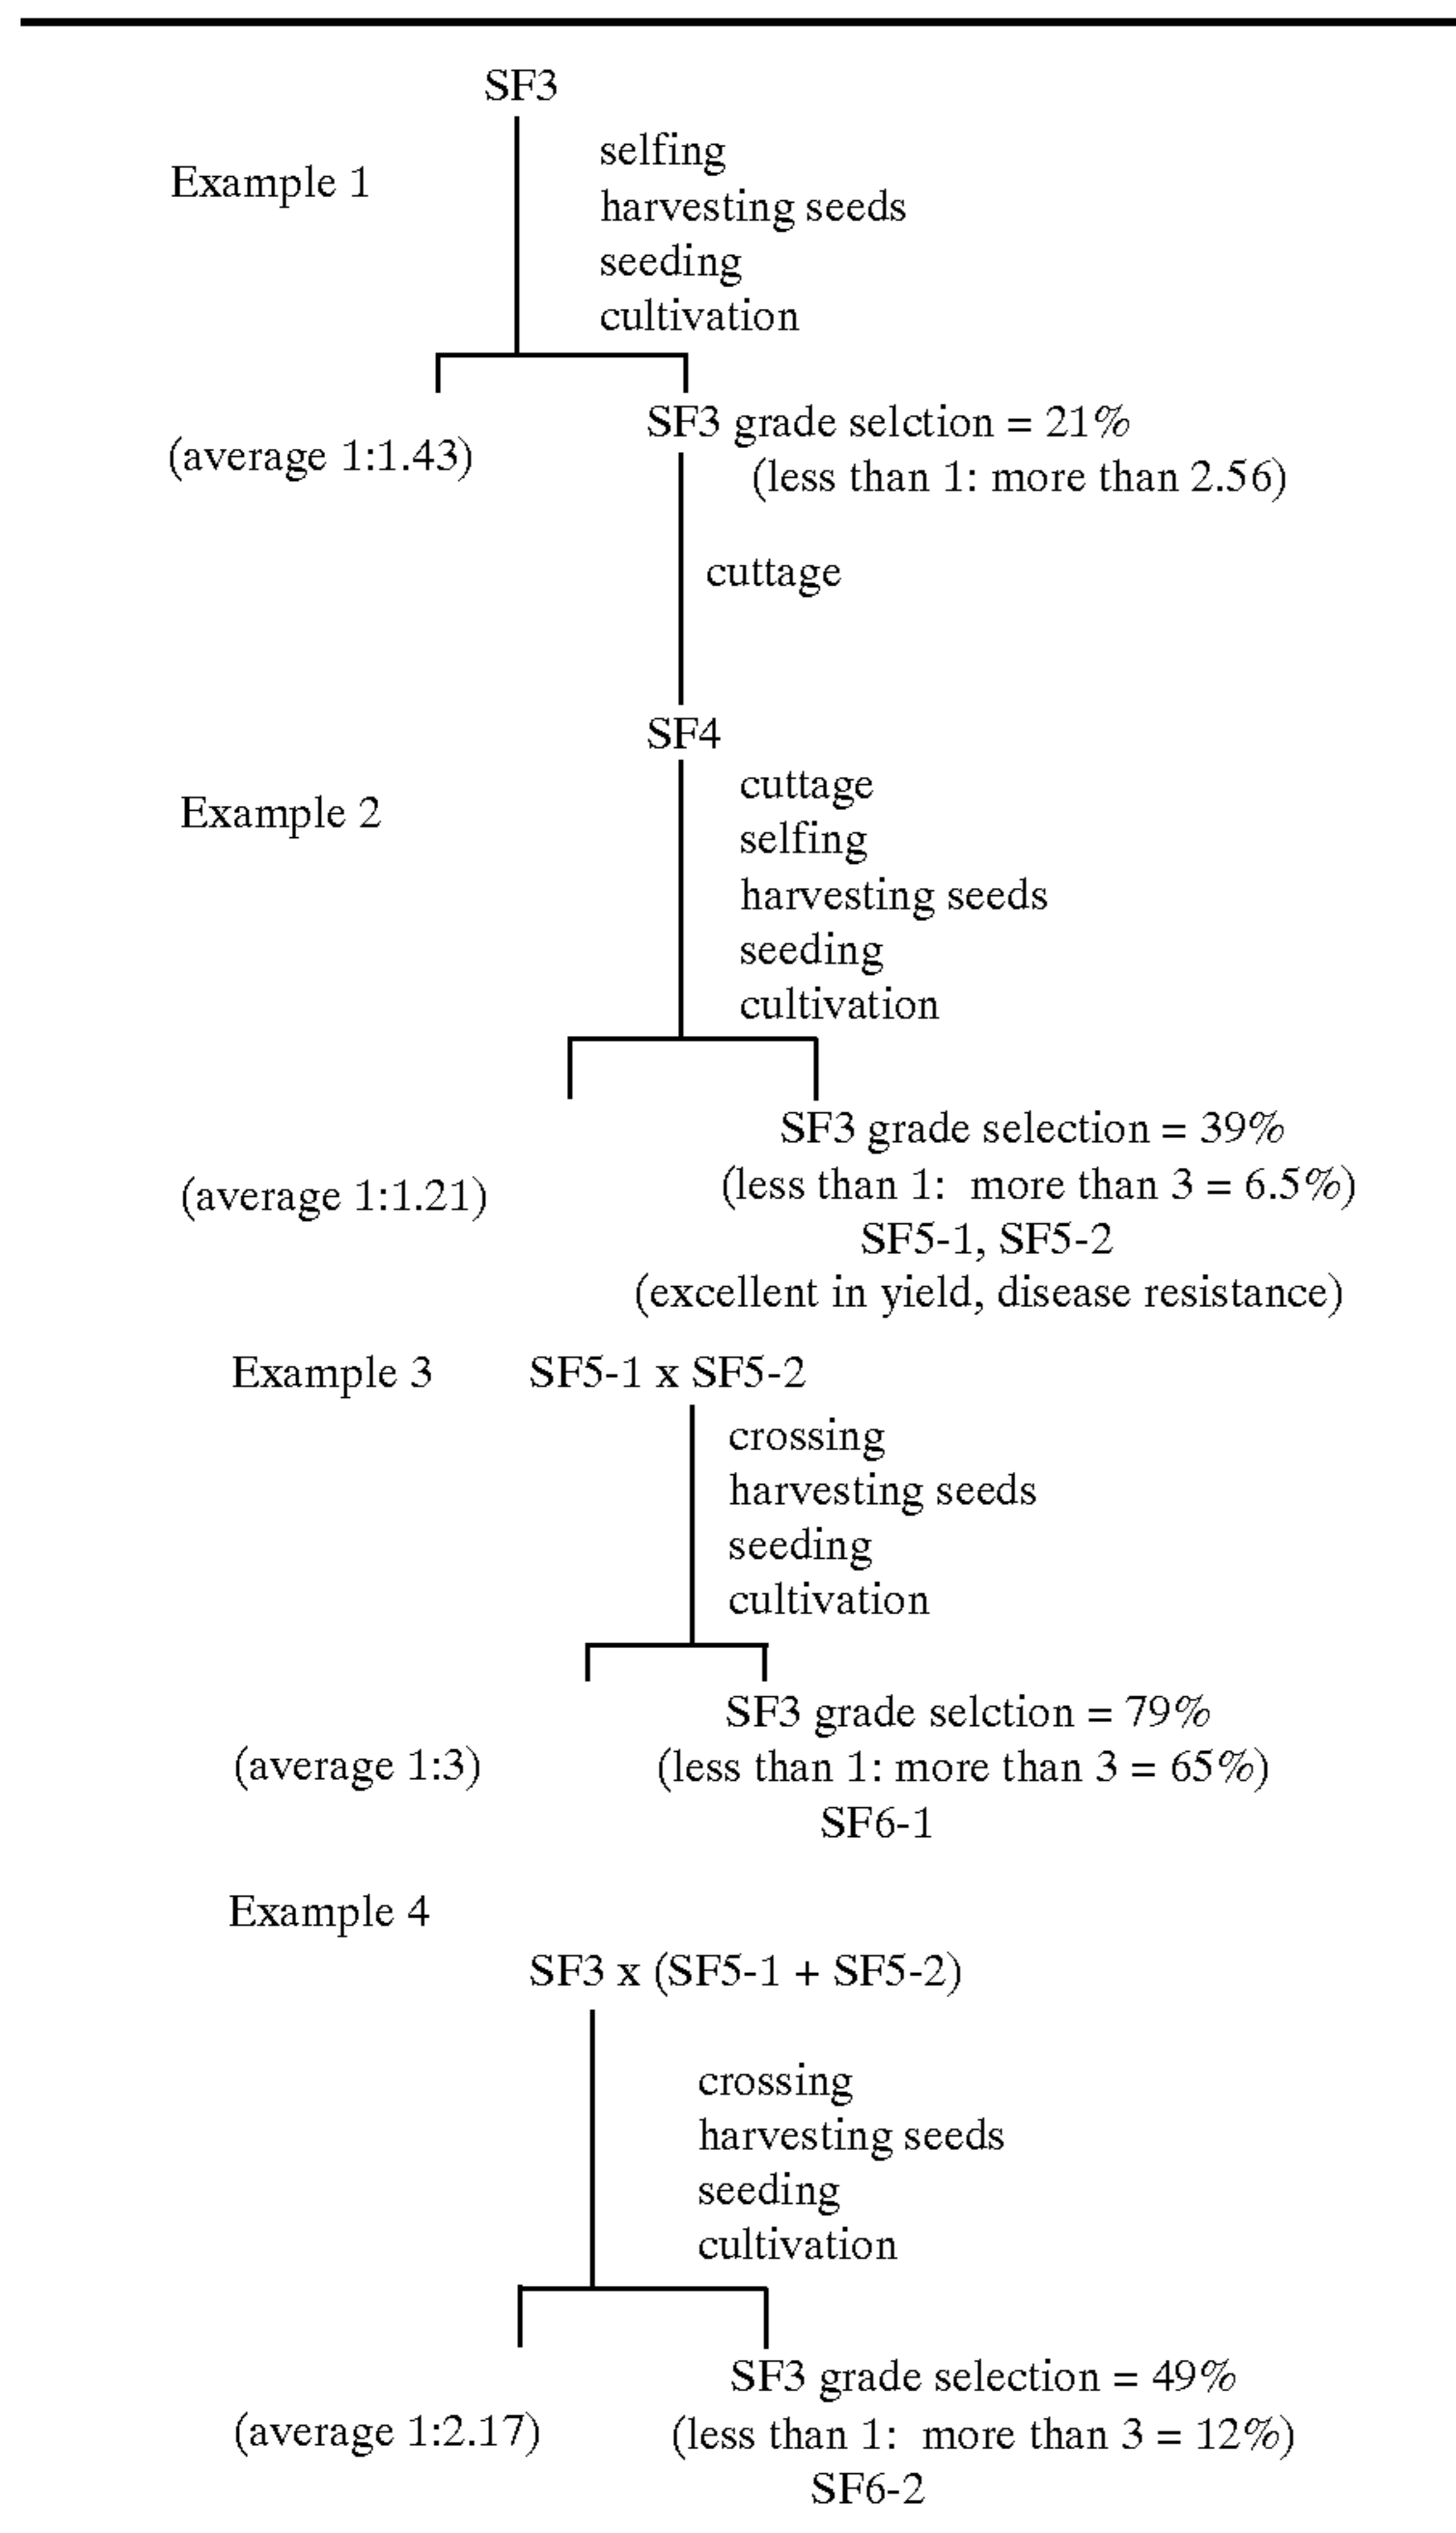 SF3
Example 1
selfing
harvesting seeds
seeding
cultivation
(average 1:1.43)
SF3 grade selction = 21%
(less than 1: more than 2.56)
cuttage
SF4
Example 2
cuttage
selfing
harvesting seeds
seeding
cultivation
(average 1:1.21)
SF3 grade selection = 39%
(less than 1: more than 3 = 6.5%)
SF5-1, SF5-2
(excellent in yield, disease resistance)
Example 3 SF5-1 x SF5-2
crossing
harvesting seeds
seeding
cultivation
(average 1:3)
SF3 grade selction = 79%
(less than 1: more than 3 = 65%)
SF6-1
Example 4
SF3 x (SF5-1 + SF5-2)
crossing
harvesting seeds
seeding
cultivation
(average 1:2.17)
SF3 grade selection = 49%
(less than 1: more than 3 = 12%)
SF6-2